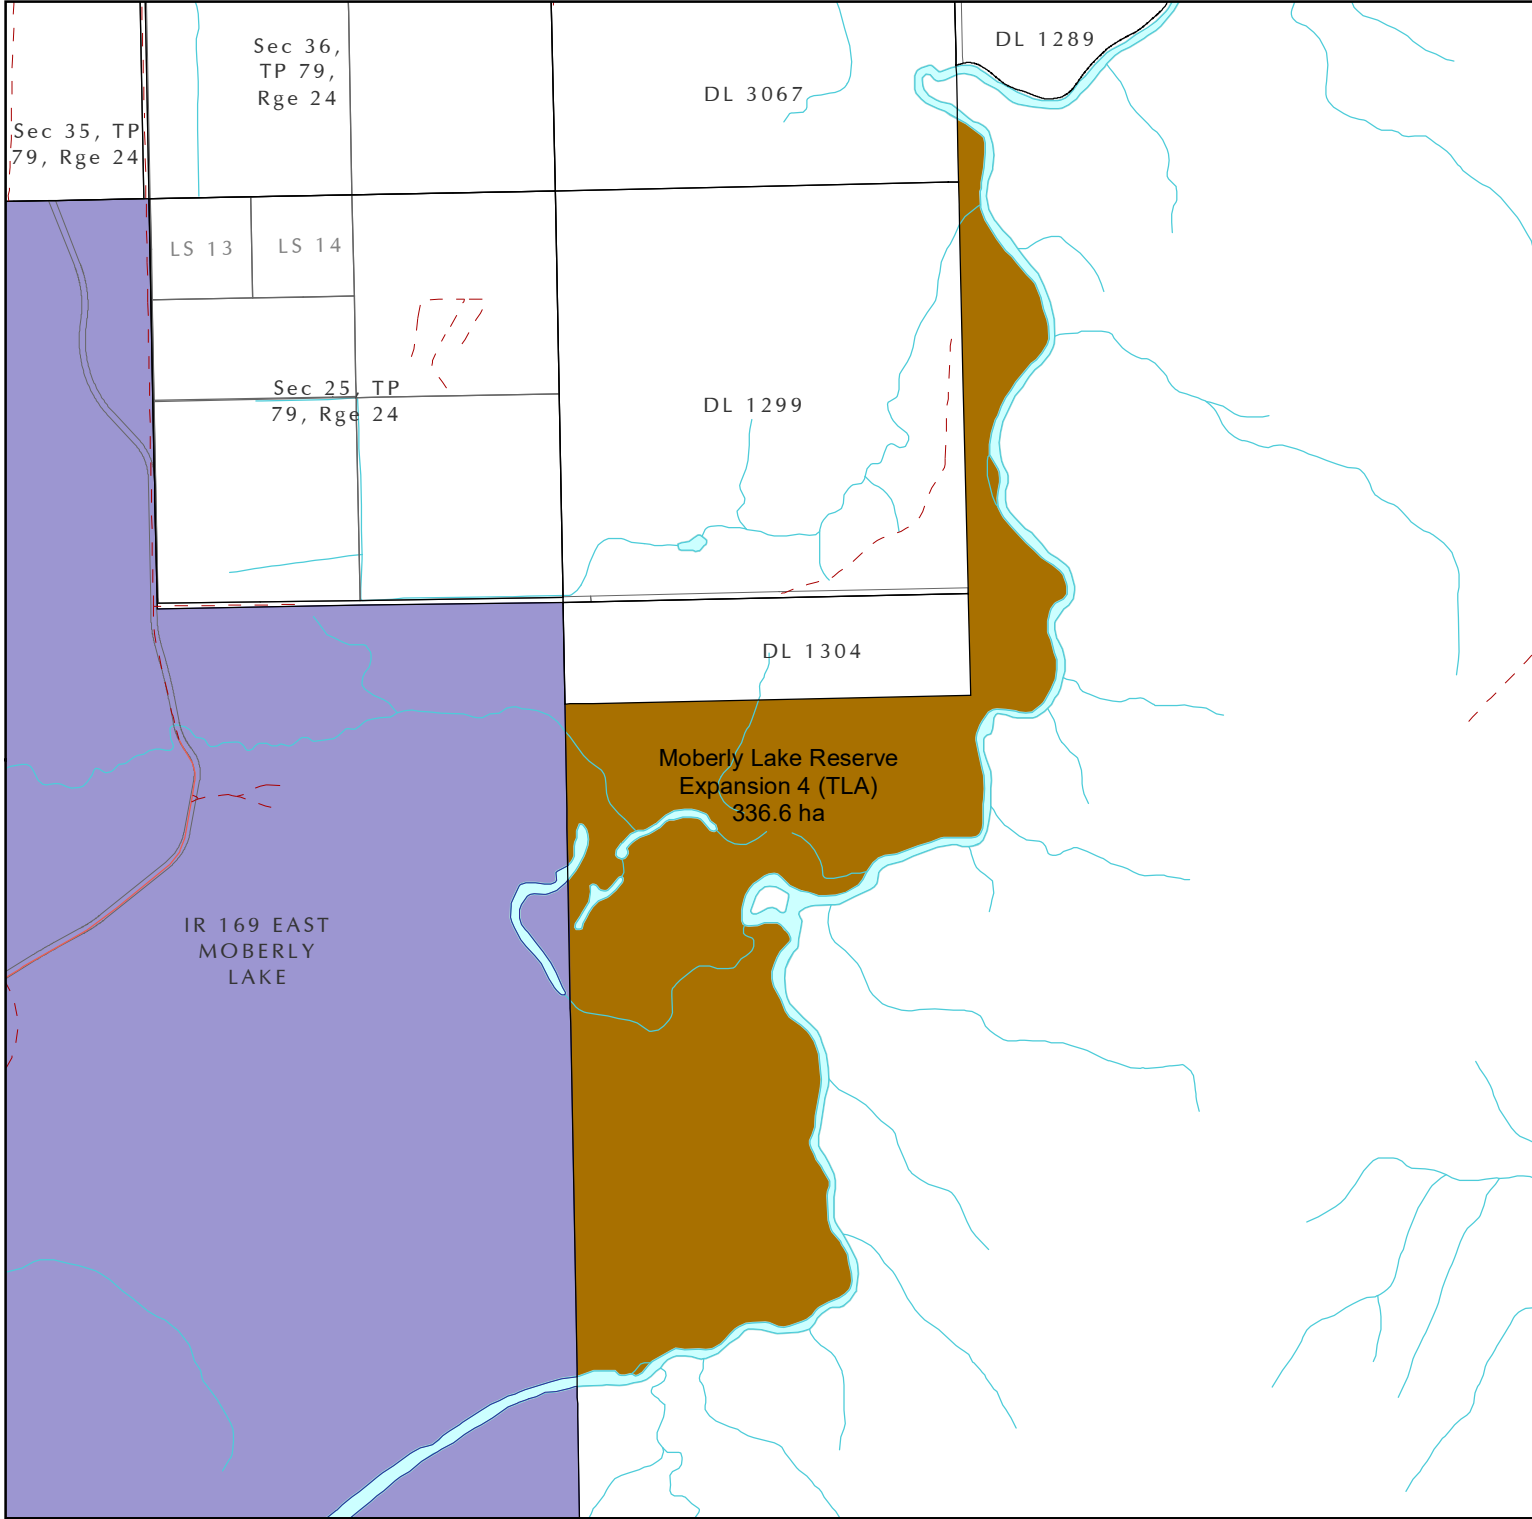 DL 1289
Sec 36,
TP 79,
Rge 24
DL 3067
Sec 35, TP
79, Rge 24
LS 13
LS 14
Sec 25, TP
79, Rge 24
DL 1299
DL 1304
Moberly Lake Reserve
Expansion 4 (TLA)
336.6 ha
IR 169 EAST
MOBERLY
LAKE